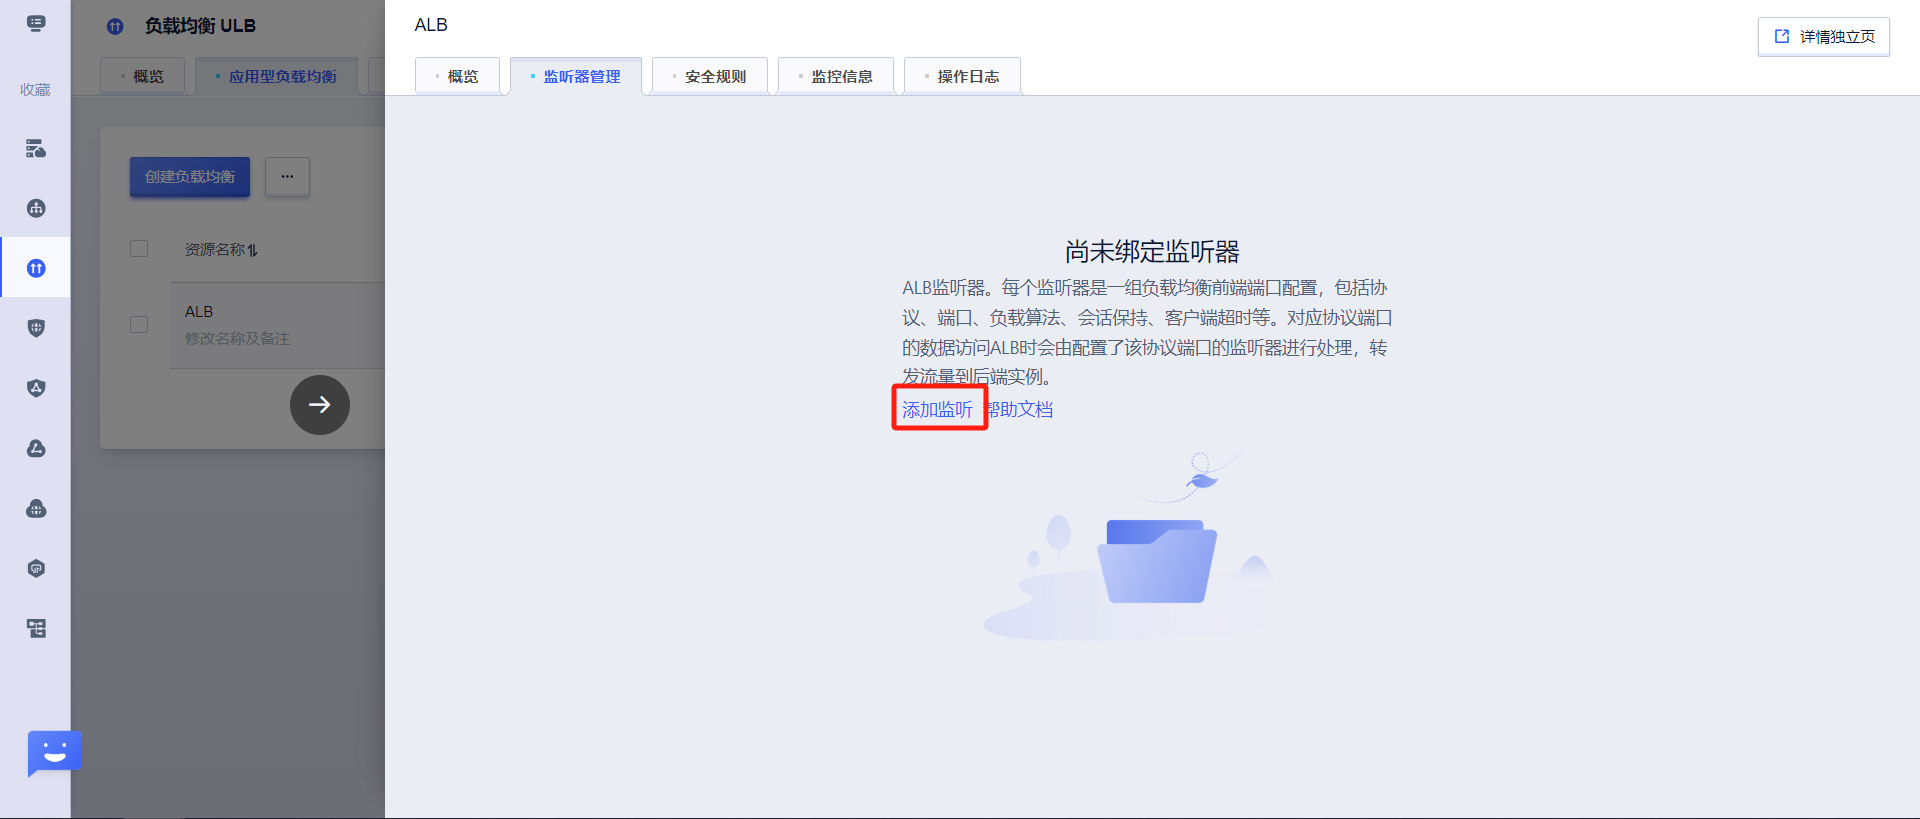 收藏
负载均衡 ULB
概览
应用型负载均衡
创建负载均衡
...
资源名称
ALB
修改名称及备注
ALB
详情独立页
概览
监听器管理
安全规则
监控信息
操作日志
尚未绑定监听器
ALB监听器。每个监听器是一组负载均衡前端端口配置，包括协
议、端口、负载算法、会话保持、客户端超时等。对应协议端口
的数据访问ALB时会由配置了该协议端口的监听器进行处理，转
发流量到后端实例。
添加监听 帮助文档